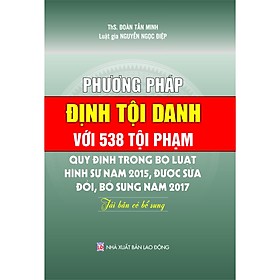 ThS. ĐOÀN TẤN MINH
Luật gia NGUYỄN NGỌC ĐIỆP
PHƯƠNG PHÁP
ĐỊNH TỘI DANH
VỚI 538 TỘI PHẠM
QUY ĐỊNH TRONG BỘ LUẬT
HÌNH SỰ NĂM 2015, ĐƯỢC SỬA
ĐỔI, BỔ SUNG NĂM 2017
Tái bản có bổ sung
NHÀ XUẤT BẢN LAO ĐỘNG